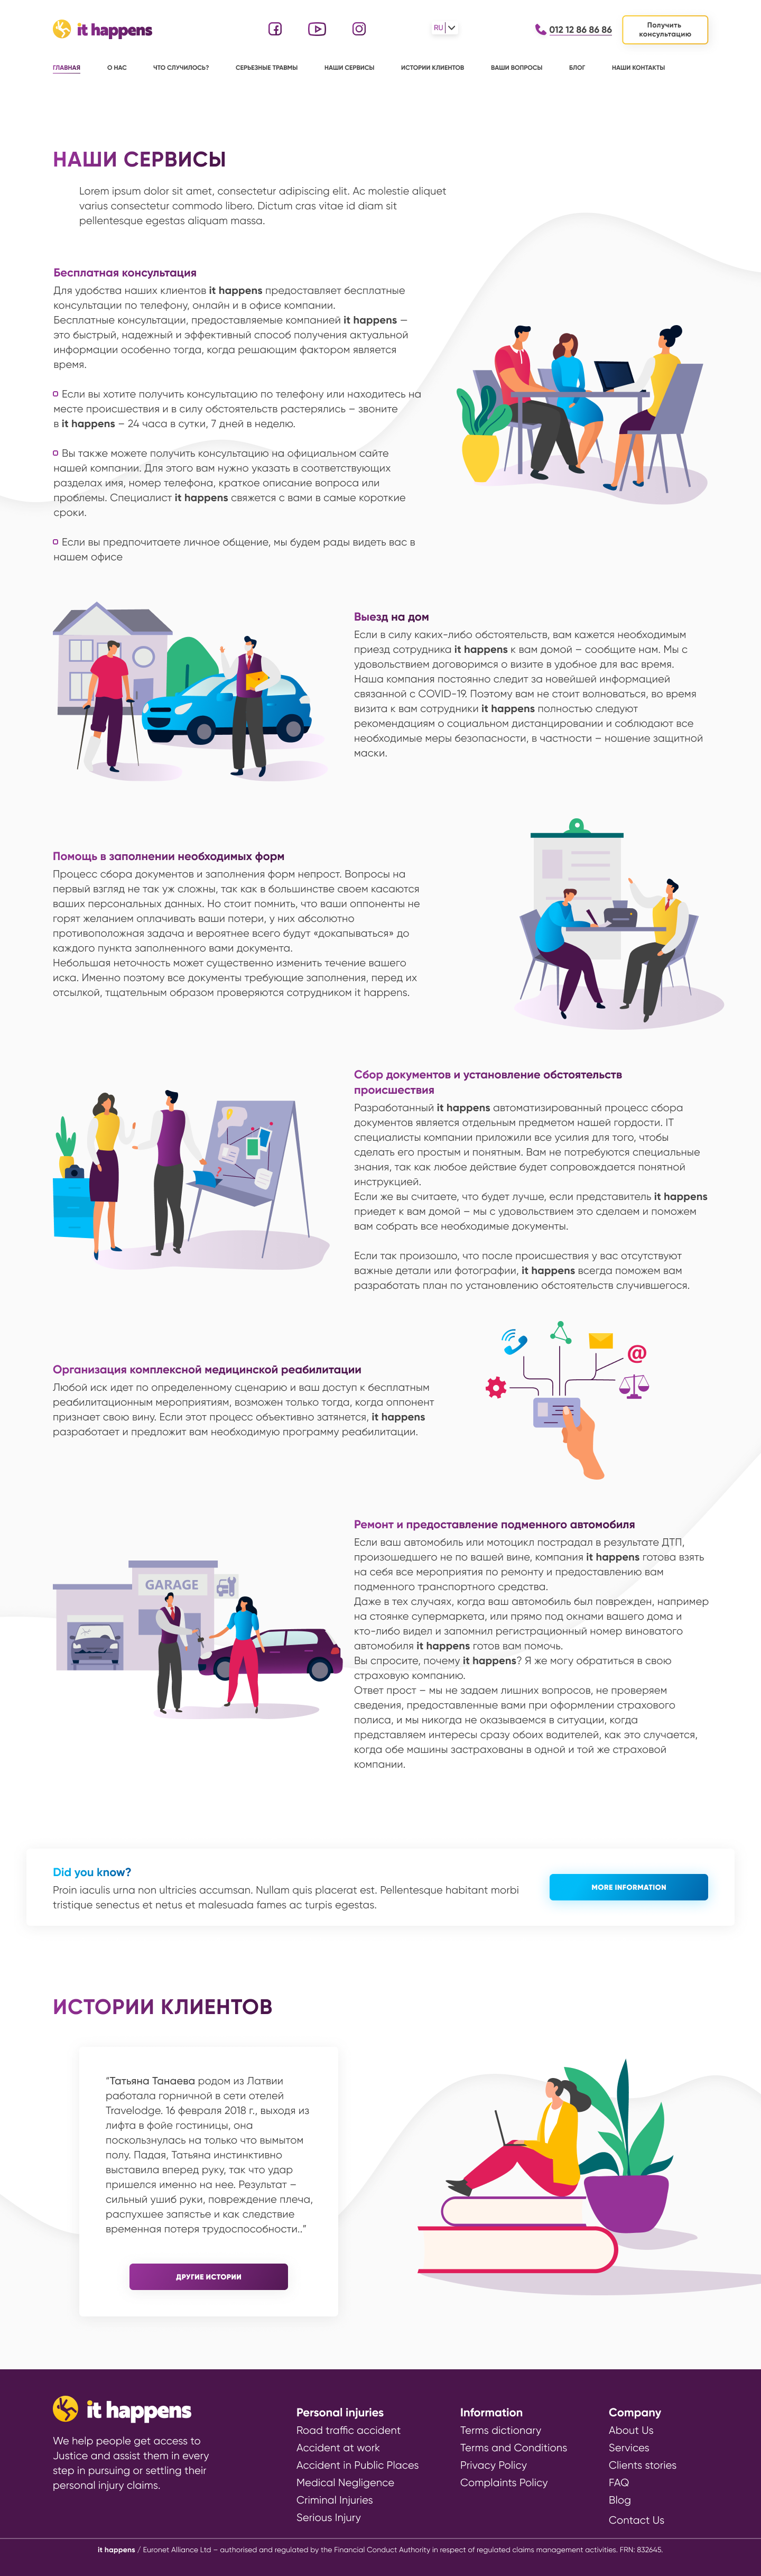 it happens
RU
012 12 86 86 86
Получить
консультацию
ГЛАВНАЯ
О НАС
ЧТО СЛУЧИЛОСЬ?
СЕРЬЕЗНЫЕ ТРАВМЫ
НАШИ СЕРВИСЫ
ИСТОРИИ КЛИЕНТОВ
ВАШИ ВОПРОСЫ
БЛОГ
НАШИ КОНТАКТЫ
НАШИ СЕРВИСЫ
Lorem ipsum dolor sit amet, consectetur adipiscing elit. Ac molestie aliquet
varius consectetur commodo libero. Dictum cras vitae id diam sit
pellentesque egestas aliquam massa.
Бесплатная консультация
Для удобства наших клиентов it happens предоставляет бесплатные
консультации по телефону, онлайн и в офисе компании.
Бесплатные консультации, предоставляемые компанией it happens —
это быстрый, надежный и эффективный способ получения актуальной
информации особенно тогда, когда решающим фактором является
время.
Если вы хотите получить консультацию по телефону или находитесь на
месте происшествия и в силу обстоятельств растерялись – звоните
в it happens – 24 часа в сутки, 7 дней в неделю.
Вы также можете получить консультацию на официальном сайте
нашей компании. Для этого вам нужно указать в соответствующих
разделах имя, номер телефона, краткое описание вопроса или
проблемы. Специалист it happens свяжется с вами в самые короткие
сроки.
Если вы предпочитаете личное общение, мы будем рады видеть вас в
нашем офисе
Выезд на дом
Если в силу каких-либо обстоятельств, вам кажется необходимым
приезд сотрудника it happens к вам домой – сообщите нам. Мы с
удовольствием договоримся о визите в удобное для вас время.
Наша компания постоянно следит за новейшей информацией
связанной с COVID-19. Поэтому вам не стоит волноваться, во время
визита к вам сотрудники it happens полностью следуют
рекомендациям о социальном дистанцировании и соблюдают все
необходимые меры безопасности, в частности – ношение защитной
маски.
Помощь в заполнении необходимых форм
Процесс сбора документов и заполнения форм непрост. Вопросы на
первый взгляд не так уж сложны, так как в большинстве своем касаются
ваших персональных данных. Но стоит помнить, что ваши оппоненты не
горят желанием оплачивать ваши потери, у них абсолютно
противоположная задача и вероятнее всего будут «докапываться» до
каждого пункта заполненного вами документа.
Небольшая неточность может существенно изменить течение вашего
иска. Именно поэтому все документы требующие заполнения, перед их
отсылкой, тщательным образом проверяются сотрудником it happens.
Сбор документов и установление обстоятельств
происшествия
Разработанный it happens автоматизированный процесс сбора
документов является отдельным предметом нашей гордости. IT
специалисты компании приложили все усилия для того, чтобы
сделать его простым и понятным. Вам не потребуются специальные
знания, так как любое действие будет сопровождается понятной
инструкцией.
Если же вы считаете, что будет лучше, если представитель it happens
приедет к вам домой – мы с удовольствием это сделаем и поможем
вам собрать все необходимые документы.
Если так произошло, что после происшествия у вас отсутствуют
важные детали или фотографии, it happens всегда поможем вам
разработать план по установлению обстоятельств случившегося.
?
@
Организация комплексной медицинской реабилитации
Любой иск идет по определенному сценарию и ваш доступ к бесплатным
реабилитационным мероприятиям, возможен только тогда, когда оппонент
признает свою вину. Если этот процесс объективно затянется, it happens
разработает и предложит вам необходимую программу реабилитации.
GARAGE
Ремонт и предоставление подменного автомобиля
Если ваш автомобиль или мотоцикл пострадал в результате ДТП,
произошедшего не по вашей вине, компания it happens готова взять
на себя все мероприятия по ремонту и предоставлению вам
подменного транспортного средства.
Даже в тех случаях, когда ваш автомобиль был поврежден, например
на стоянке супермаркета, или прямо под окнами вашего дома и
кто-либо видел и запомнил регистрационный номер виноватого
автомобиля it happens готов вам помочь.
Вы спросите, почему it happens? Я же могу обратиться в свою
страховую компанию.
Ответ прост – мы не задаем лишних вопросов, не проверяем
сведения, предоставленные вами при оформлении страхового
полиса, и мы никогда не оказываемся в ситуации, когда
представляем интересы сразу обоих водителей, как это случается,
когда обе машины застрахованы в одной и той же страховой
компании.
Did you know?
Proin iaculis urna non ultricies accumsan. Nullam quis placerat est. Pellentesque habitant morbi
tristique senectus et netus et malesuada fames ac turpis egestas.
MORE INFORMATION
ИСТОРИИ КЛИЕНТОВ
"Татьяна Танаева родом из Латвии
работала горничной в сети отелей
Travelodge. 16 февраля 2018 г., выходя из
лифта в фойе гостиницы, она
поскользнулась на только что вымытом
полу. Падая, Татьяна инстинктивно
выставила вперед руку, так что удар
пришелся именно на нее. Результат –
сильный ушиб руки, повреждение плеча,
распухшее запястье и как следствие
временная потеря трудоспособности.."
ДРУГИЕ ИСТОРИИ
it happens
We help people get access to
Justice and assist them in every
step in pursuing or settling their
personal injury claims.
Personal injuries
Road traffic accident
Accident at work
Accident in Public Places
Medical Negligence
Criminal Injuries
Serious Injury
Information
Terms dictionary
Terms and Conditions
Privacy Policy
Complaints Policy
Company
About Us
Services
Clients stories
FAQ
Blog
Contact Us
it happens / Euronet Alliance Ltd – authorised and regulated by the Financial Conduct Authority in respect of regulated claims management activities. FRN: 832645.